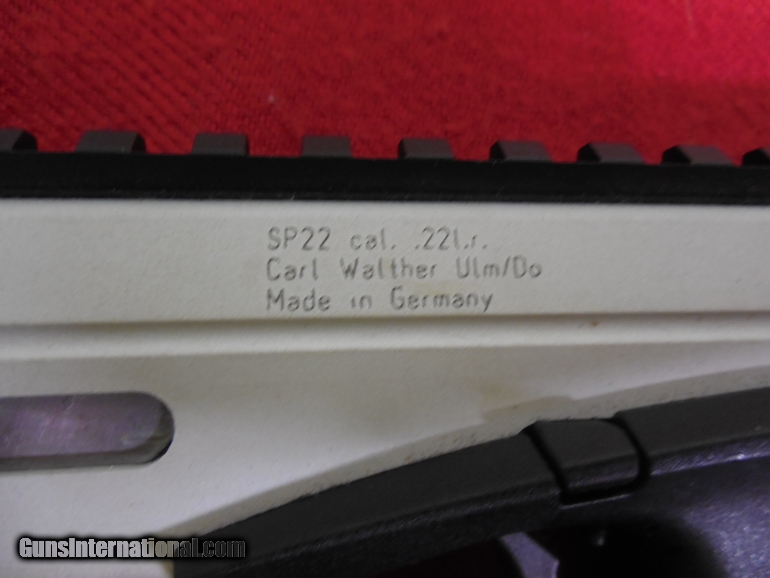 SP22 cal. .22l.r.
Carl Walther Ulm/Do
Made in Germany
GunsInternational.com